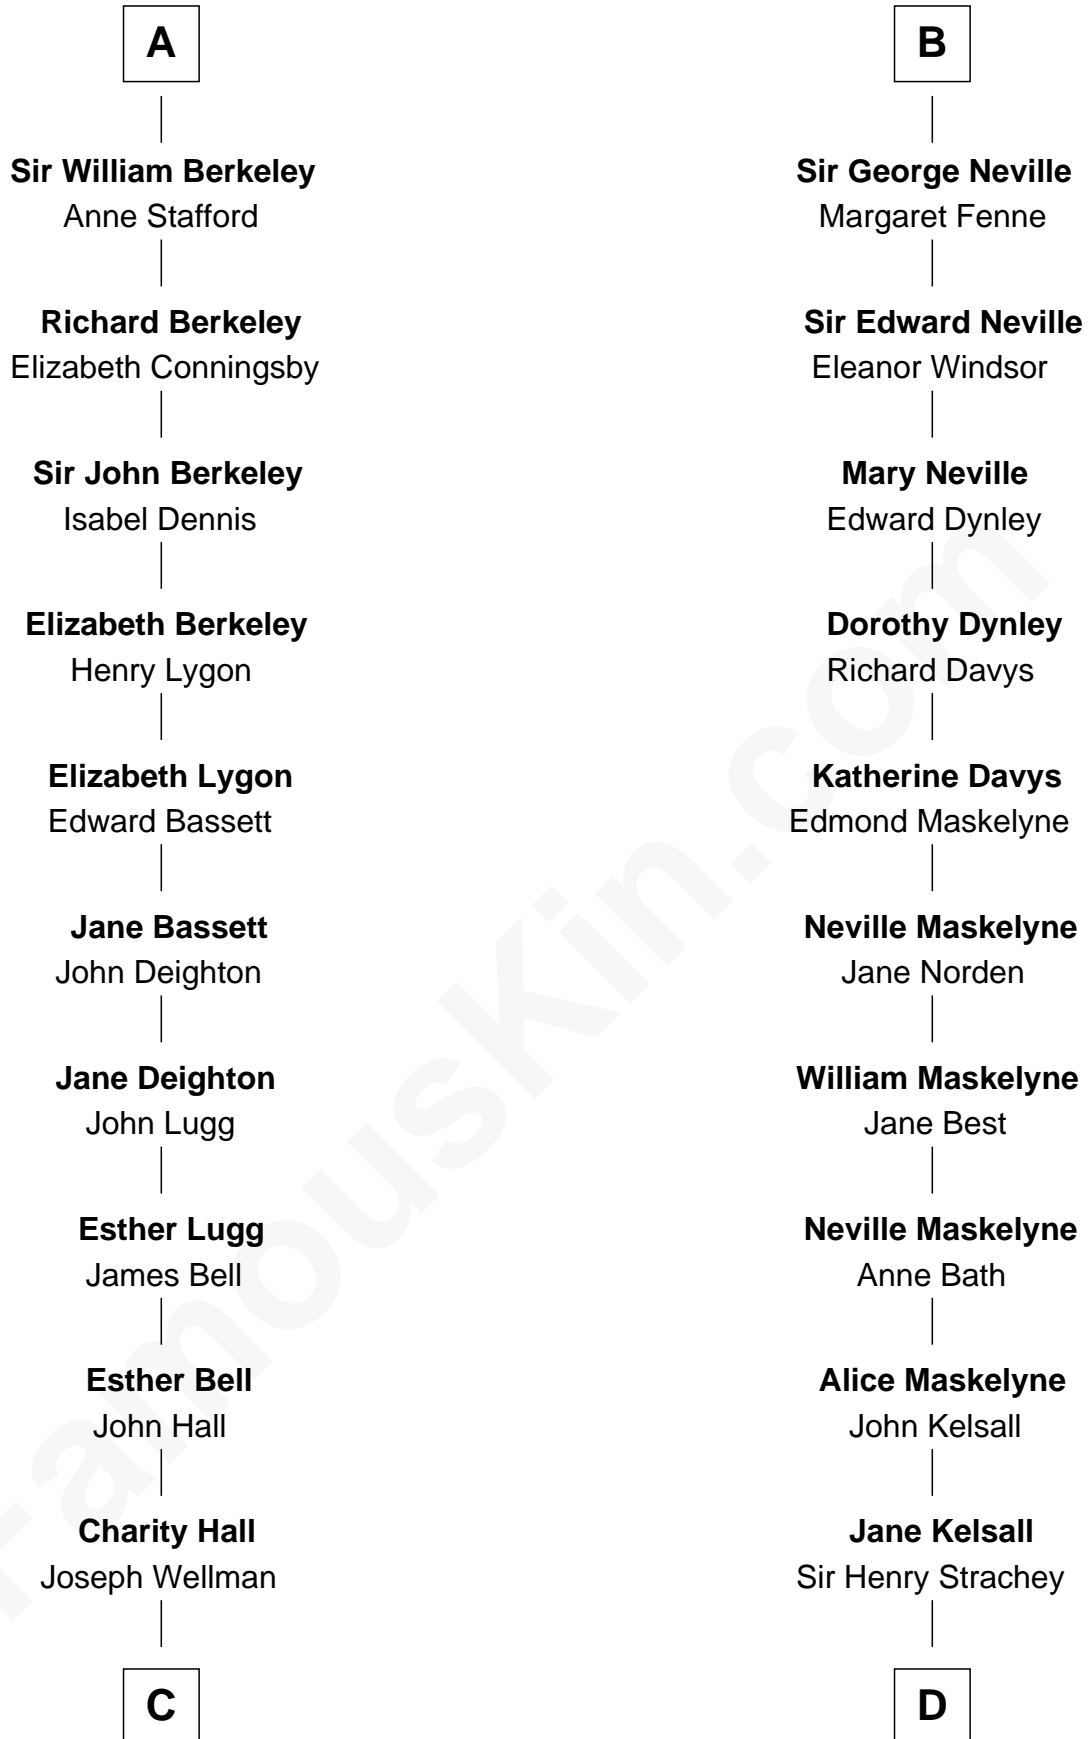 A
Sir William Berkeley
Anne Stafford
Richard Berkeley
Elizabeth Conningsby
Sir John Berkeley
Isabel Dennis
Elizabeth Berkeley
Henry Lygon
Elizabeth Lygon
Edward Bassett
Jane Bassett
John Deighton
Jane Deighton
John Lugg
Esther Lugg
James Bell
Esther Bell
John Hall
Charity Hall
Joseph Wellman
C
B
Sir George Neville
Margaret Fenne
Sir Edward Neville
Eleanor Windsor
Mary Neville
Edward Dynley
Dorothy Dynley
Richard Davys
Katherine Davys
Edmond Maskelyne
Neville Maskelyne
Jane Norden
William Maskelyne
Jane Best
Neville Maskelyne
Anne Bath
Alice Maskelyne
John Kelsall
Jane Kelsall
Sir Henry Strachey
D
FamousKin.com